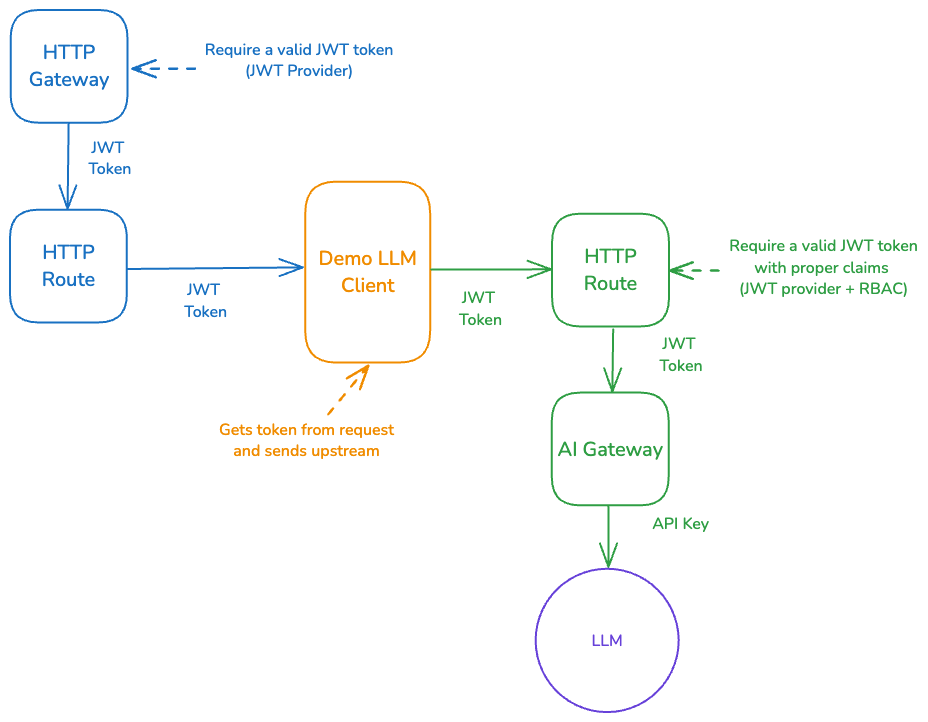 HTTP
Gateway
Require a valid JWT token
(JWT Provider)
JWT
Token
HTTP
Route
JWT
Token
Demo LLM
Client
Gets token from request
and sends upstream
JWT
Token
HTTP
Route
Require a valid JWT token
with proper claims
(JWT provider + RBAC)
JWT
Token
AI Gateway
API Key
LLM